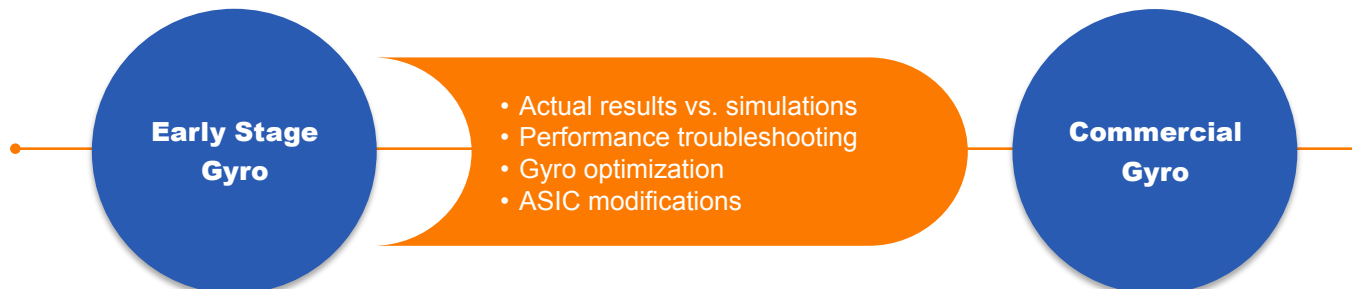 Early Stage
Gyro
• Actual results vs. simulations
• Performance troubleshooting
• Gyro optimization
• ASIC modifications
Commercial
Gyro